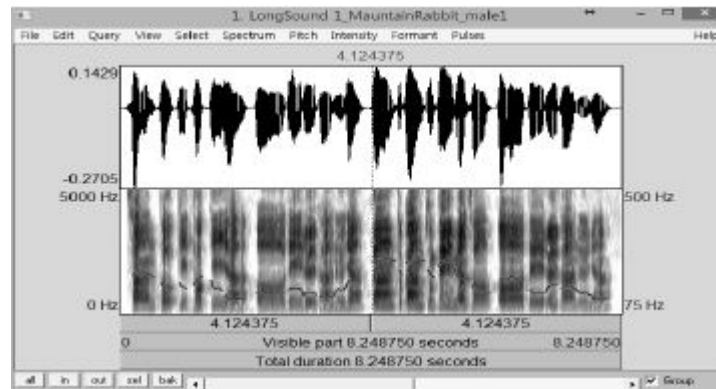 1. LongSound 1_MauntainRabbit_male1
File Edit Query View Select Spectrum Pitch Intensity Formant Pulses Help
4.124375
0.1429
-0.2705
5000 Hz 500 Hz
0 Hz 75 Hz
4.124375 4.124375
0 Visible part 8.248750 seconds 8.248750
Total duration 8.248750 seconds
all in out sel bak Group